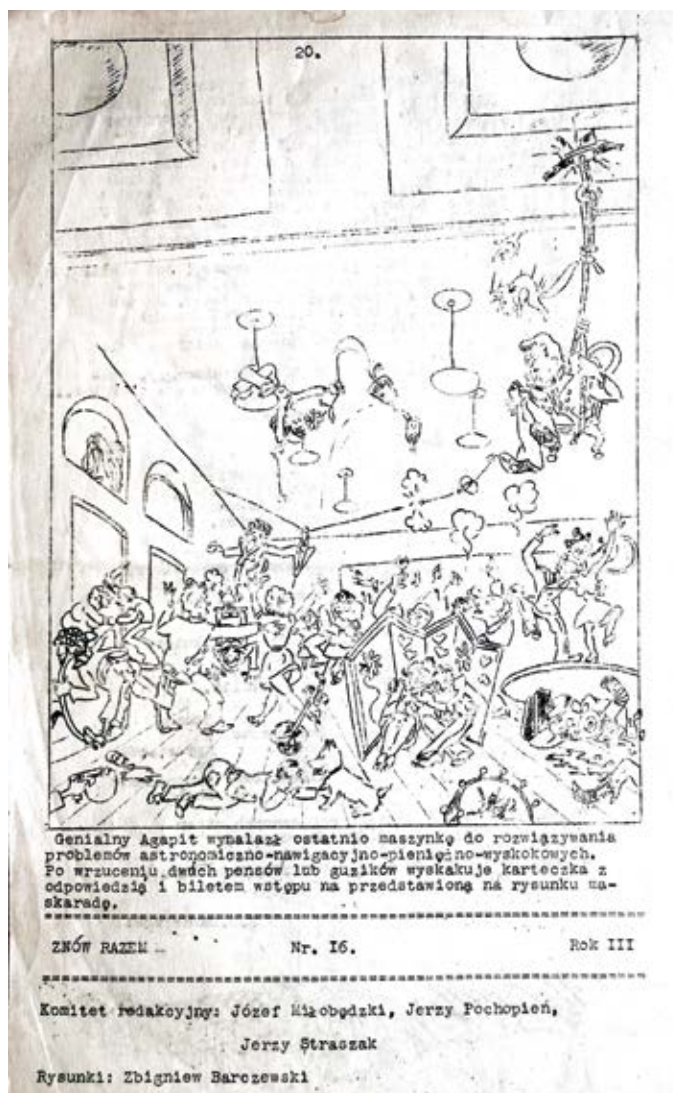 20.
Genialny Agapit wynalazł ostatnio maszynkę do rozwiązywania
problemów astronomiczno-nawigacyjno-pieniężno-wyskokowych.
Po wrzuceniu dwóch pensów lub guzików wyskakuje karteczka z
odpowiedzią i biletem wstępu na przedstawioną na rysunku ma-
skaradę.
ZNÓW RAZEM
Nr. I6.
Rok III
Komitet redakcyjny: Józef Miłobędzki, Jerzy Pochopień,
Jerzy Straszak
Rysunki: Zbigniew Barczewski